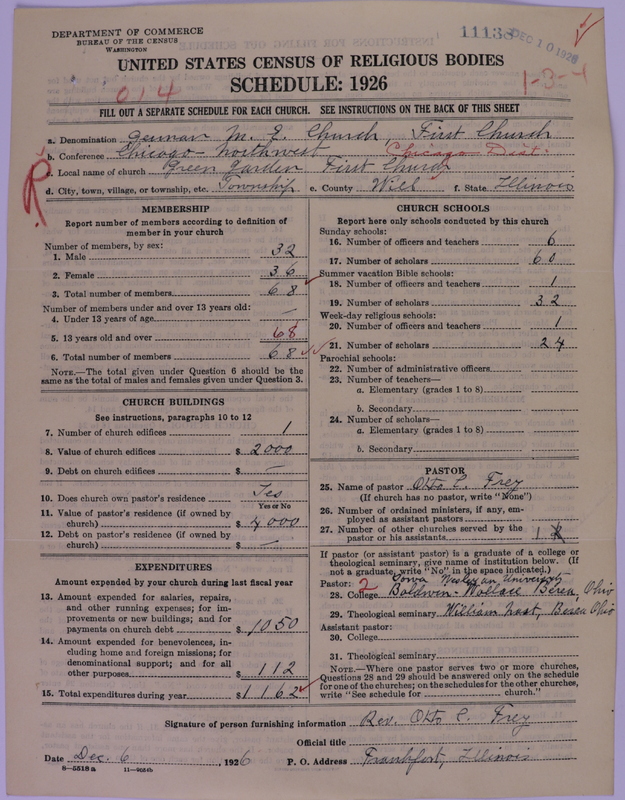 DEPARTMENT OF COMMERCE
BUREAU OF THE CENSUS
WASHINGTON
11138
DEC 10 1926
UNITED STATES CENSUS OF RELIGIOUS BODIES
SCHEDULE: 1926
014
1-3-4
FILL OUT A SEPARATE SCHEDULE FOR EACH CHURCH. SEE INSTRUCTIONS ON THE BACK OF THIS SHEET
a. Denomination German M. E. Church, First Church
b. Conference Chicago Northwest Chicago Dist.
c. Local name of church Green Garden First Church
d. City, town, village, or township, etc. Township e. County Will f. State Illinois
R
MEMBERSHIP
Report number of members according to definition of
member in your church
Number of members, by sex:
1. Male 32
2. Female 36
3. Total number of members 68
Number of members under and over 13 years old:
4. Under 13 years of age —
5. 13 years old and over 68
6. Total number of members 68
NOTE.—The total given under Question 6 should be
the same as the total of males and females given under Question 3.
CHURCH BUILDINGS
See instructions, paragraphs 10 to 12
7. Number of church edifices 1
8. Value of church edifices $ 2000
9. Debt on church edifices $ —
10. Does church own pastor's residence Yes
Yes or No
11. Value of pastor's residence (if owned by
church) $ 4000
12. Debt on pastor's residence (if owned by
church) $ —
EXPENDITURES
Amount expended by your church during last fiscal year
13. Amount expended for salaries, repairs,
and other running expenses; for im-
provements or new buildings; and for
payments on church debt $ 1050
14. Amount expended for benevolences, in-
cluding home and foreign missions; for
denominational support; and for all
other purposes $ 112
15. Total expenditures during year $ 1162
CHURCH SCHOOLS
Report here only schools conducted by this church
Sunday schools:
16. Number of officers and teachers 6
17. Number of scholars 60
Summer vacation Bible schools:
18. Number of officers and teachers 1
19. Number of scholars 32
Week-day religious schools:
20. Number of officers and teachers 1
21. Number of scholars 24
Parochial schools:
22. Number of administrative officers
23. Number of teachers—
a. Elementary (grades 1 to 8)
b. Secondary
24. Number of scholars—
a. Elementary (grades 1 to 8)
b. Secondary
PASTOR
25. Name of pastor Otto C. Frey
(If church has no pastor, write "None")
26. Number of ordained ministers, if any, em-
ployed as assistant pastors
27. Number of other churches served by the
pastor or his assistants 1
If pastor (or assistant pastor) is a graduate of a college or
theological seminary, give name of institution below. (If
not a graduate, write "No" in the space indicated.)
Pastor: 2 Iowa Wesleyan University
28. College Baldwin-Wallace Berea, Ohio
29. Theological seminary William Nast, Berea Ohio
Assistant pastor:
30. College
31. Theological seminary
NOTE.—Where one pastor serves two or more churches,
Questions 28 and 29 should be answered only on the schedule
for one of the churches; on the schedules for the other churches,
write "See schedule for church."
Signature of person furnishing information Rev. Otto C. Frey
Official title
Date Dec. 6, 1926 P. O. Address Frankfort, Illinois
8—5518 a 11—9054b